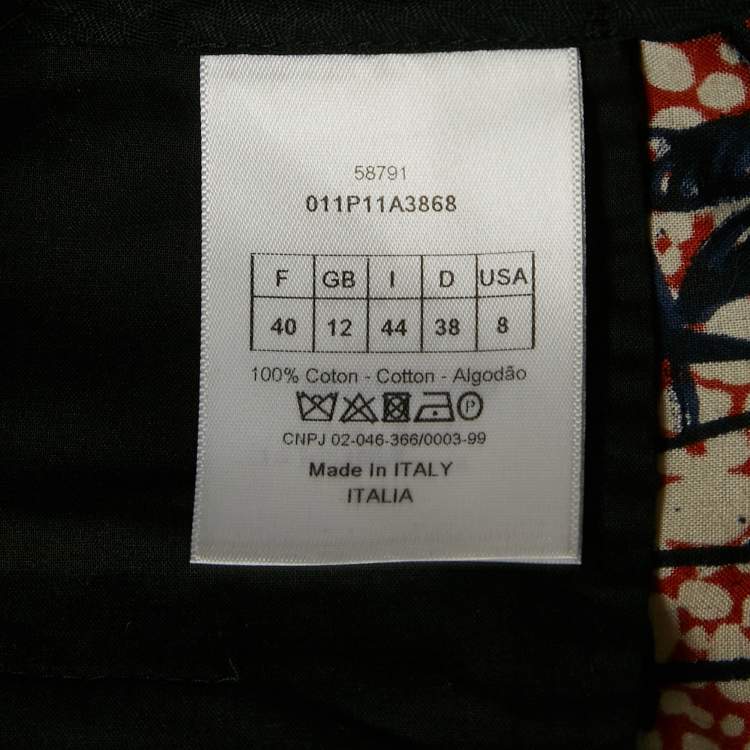 58791
011P11A3868
F GB I D USA
40 12 44 38 8
100% Coton - Cotton - Algodão
P
CNPJ 02-046-366/0003-99
Made In ITALY
ITALIA